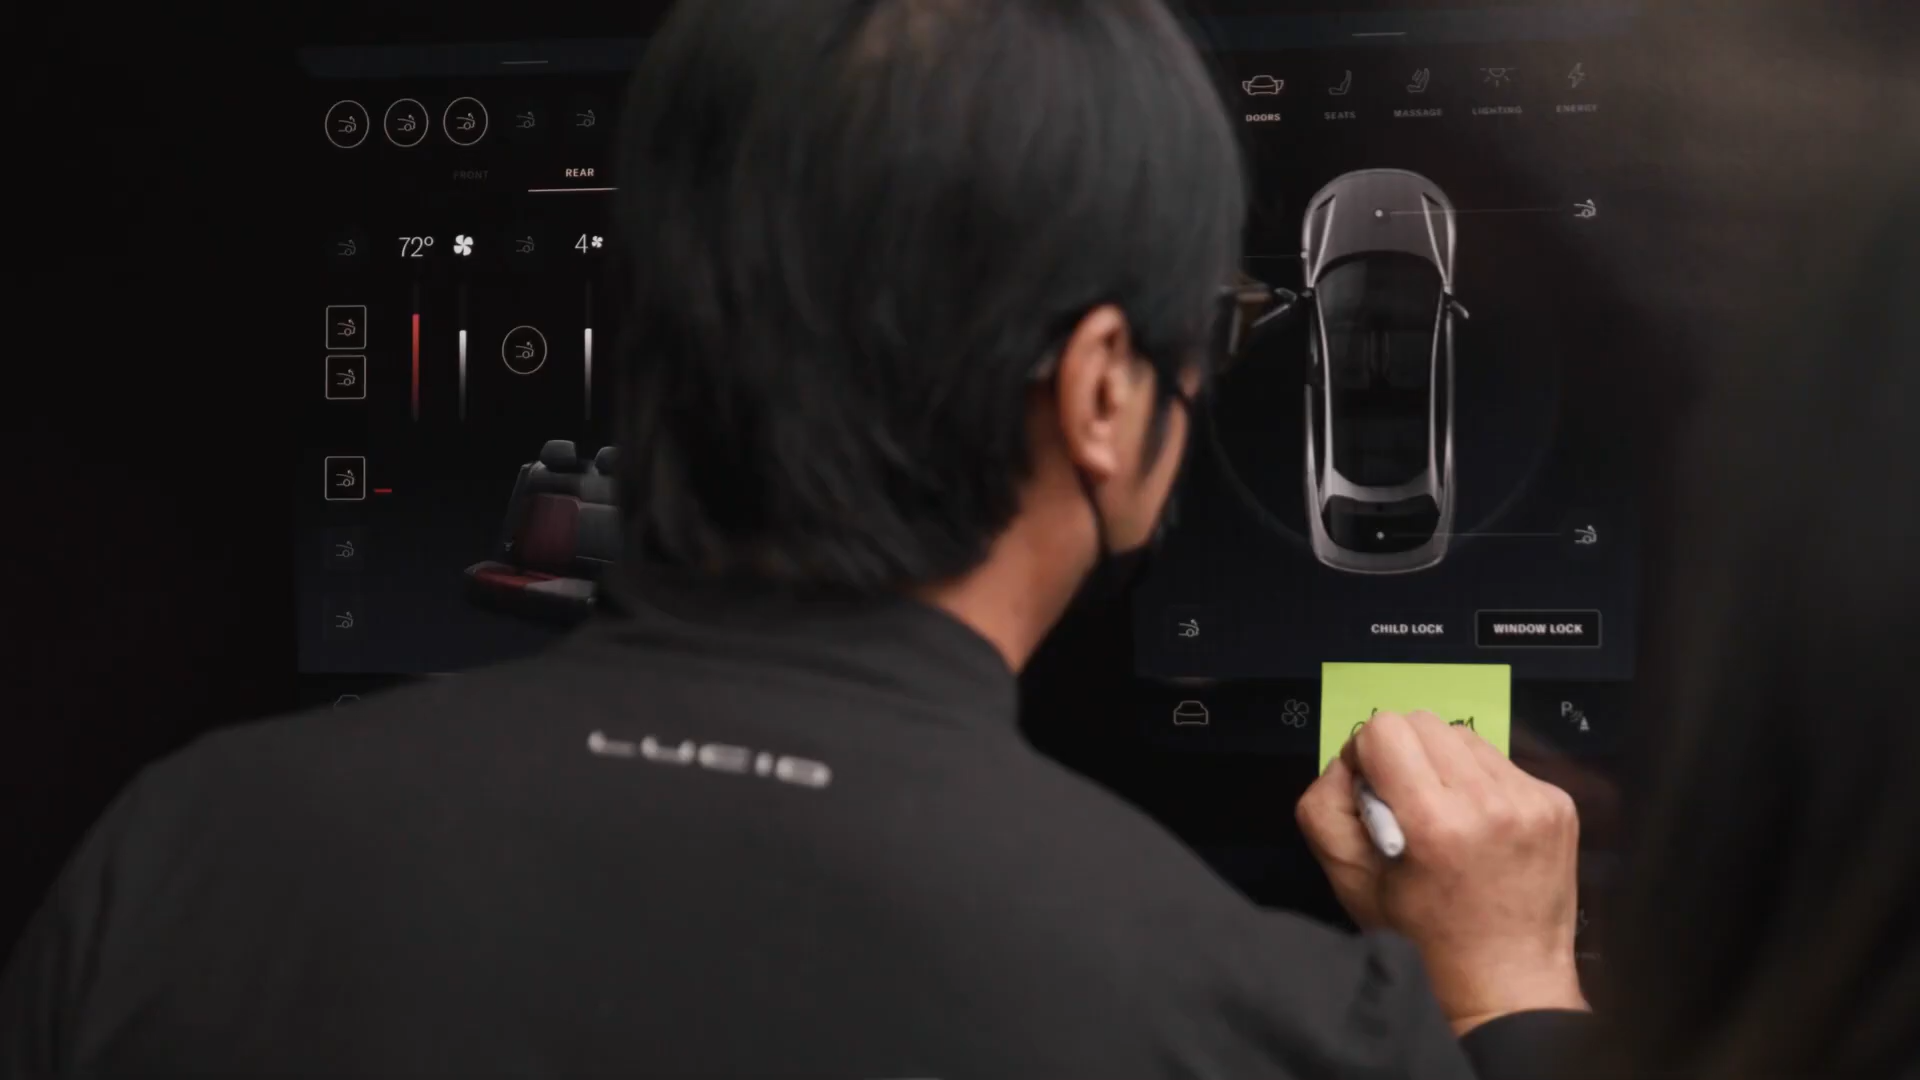 DOORS
SEATS
MASSAGE
LIGHTING
ENERGY
FRONT
REAR
72°
4
CHILD LOCK
WINDOW LOCK
LUCID
P